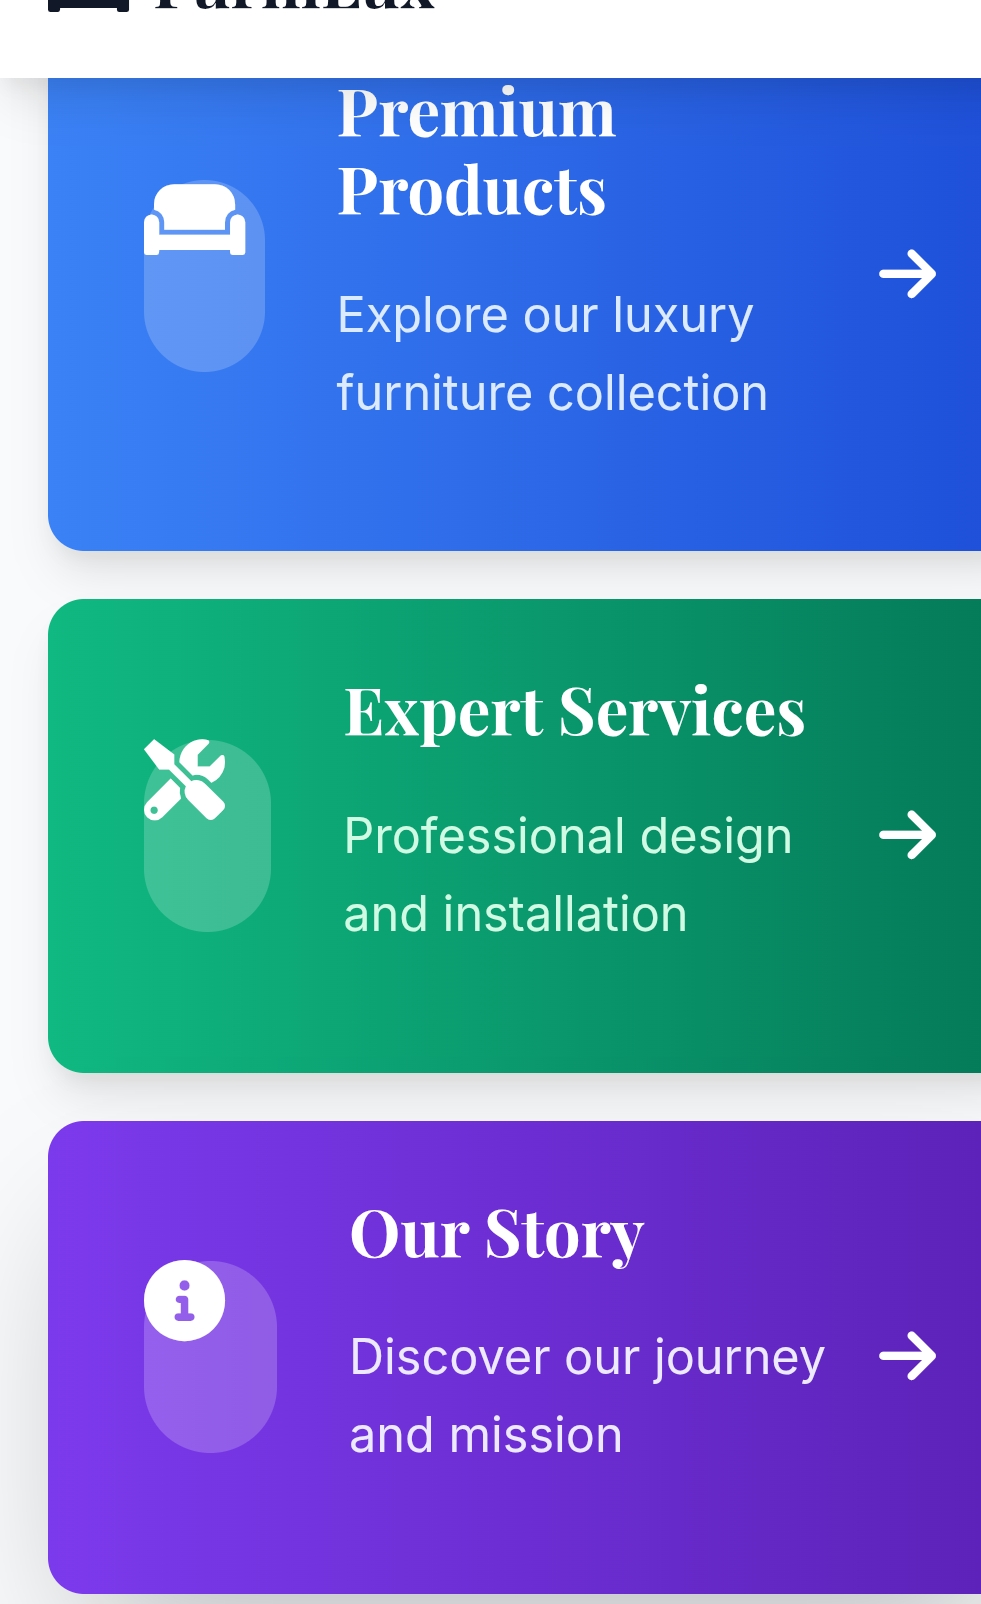 Premium
Products
Explore our luxury
furniture collection
Expert Services
Professional design
and installation
Our Story
Discover our journey
and mission